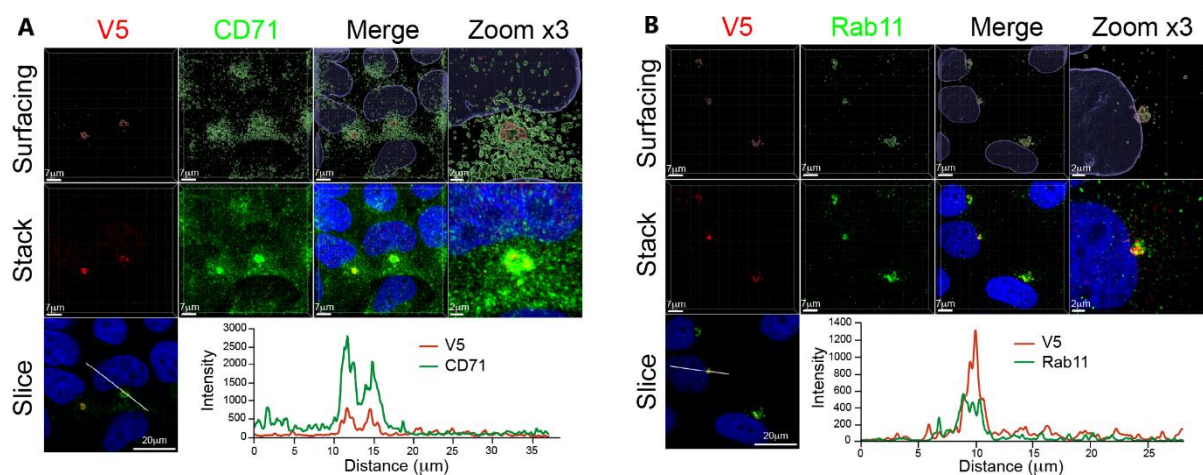 A
V5 CD71 Merge Zoom x3
Surfacing
7µm 7µm 7µm 2µm
Stack
7µm 7µm 7µm 2µm
Slice
20µm
Intensity
3000
2500
2000
1500
1000
500
0
V5
CD71
0 5 10 15 20 25 30 35
Distance (µm)
B
V5 Rab11 Merge Zoom x3
Surfacing
7µm 7µm 7µm 2µm
Stack
7µm 7µm 7µm 2µm
Slice
20µm
Intensity
1400
1200
1000
800
600
400
200
0
V5
Rab11
0 5 10 15 20 25
Distance (µm)